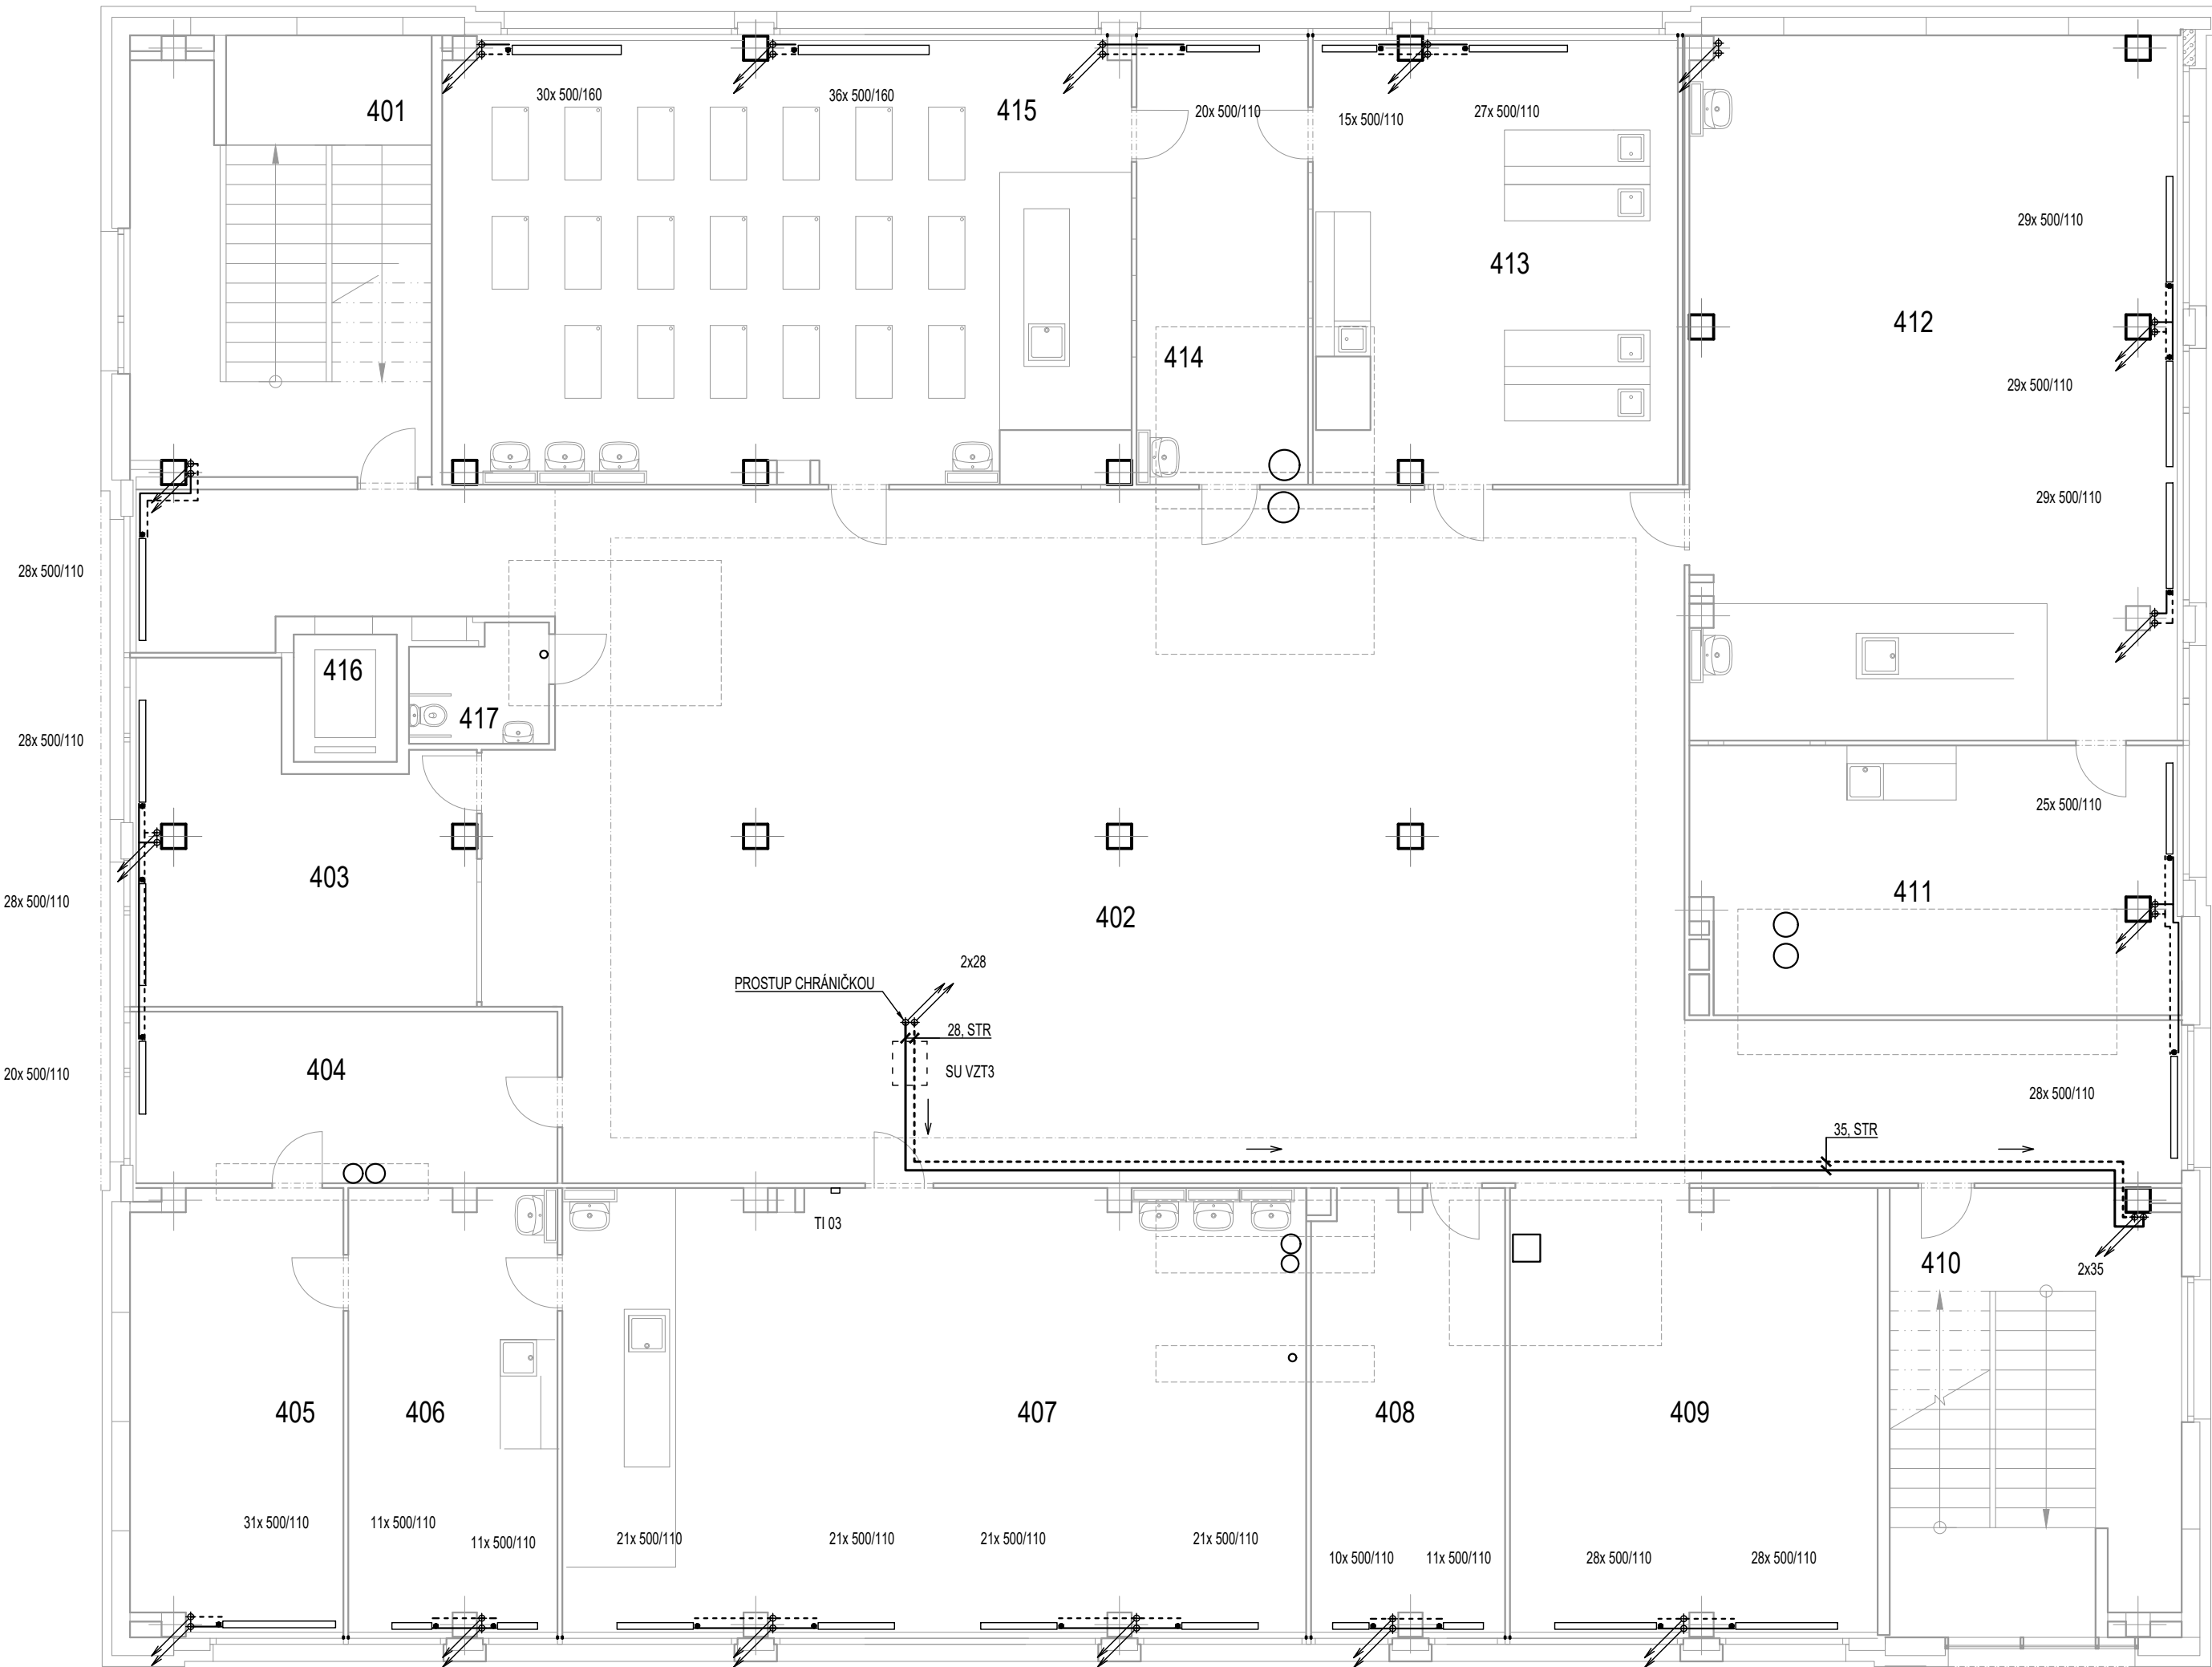 401
30x 500/160
36x 500/160
415
20x 500/110
15x 500/110
27x 500/110
29x 500/110
413
412
414
29x 500/110
29x 500/110
28x 500/110
416
417
28x 500/110
25x 500/110
403
411
28x 500/110
402
2x28
PROSTUP CHRÁNIČKOU
28, STR
404
SU VZT3
20x 500/110
28x 500/110
35, STR
TI 03
410
2x35
405
406
407
408
409
31x 500/110
11x 500/110
11x 500/110
21x 500/110
21x 500/110
21x 500/110
21x 500/110
10x 500/110
11x 500/110
28x 500/110
28x 500/110